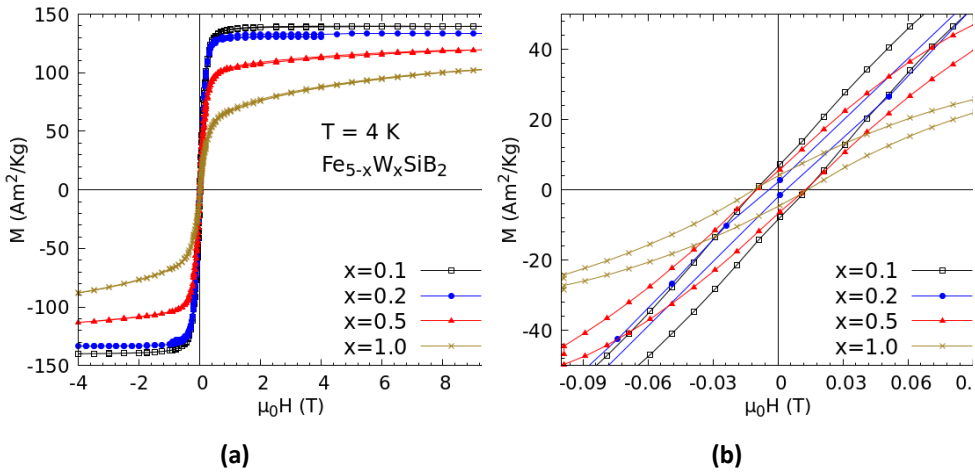 150
100
50
0
-50
-100
-150
-4
-2
0
2
4
6
8
M (Am²/Kg)
μ₀H (T)
T = 4 K
Fe₅₋ₓWₓSiB₂
x=0.1
x=0.2
x=0.5
x=1.0
(a)
40
20
0
-20
-40
-0.09
-0.06
-0.03
0
0.03
0.06
0.
M (Am²/Kg)
μ₀H (T)
x=0.1
x=0.2
x=0.5
x=1.0
(b)